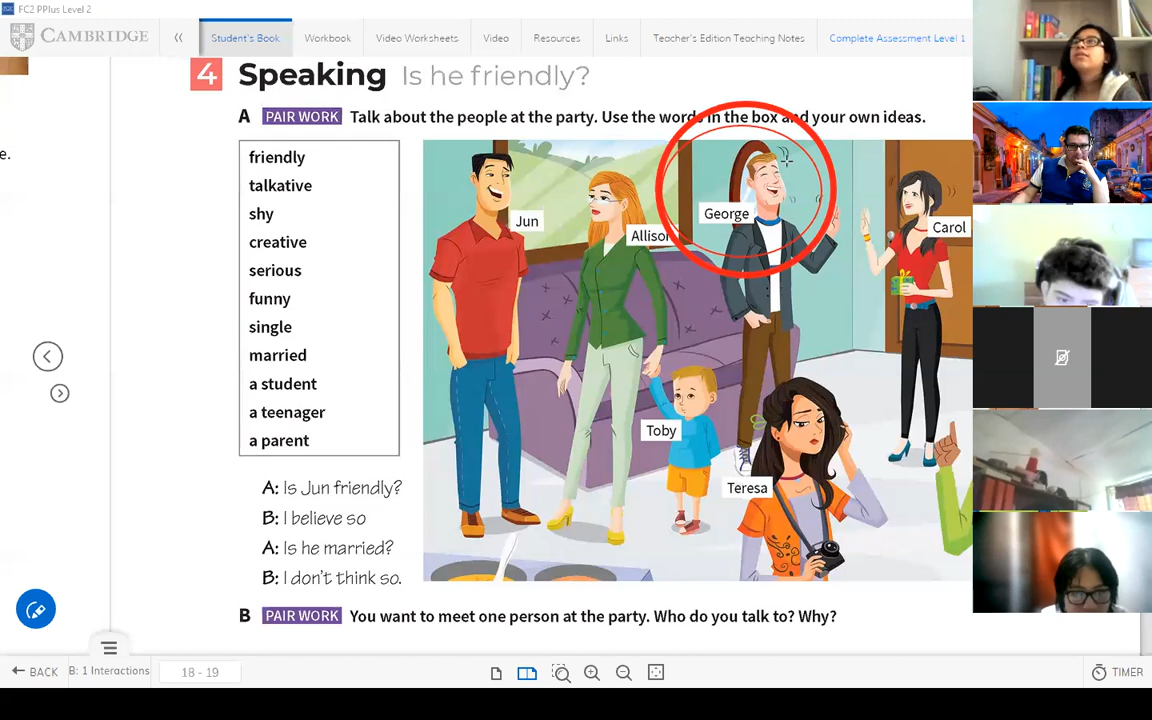 FC2 PPlus Level 2
CAMBRIDGE
Student's Book
Workbook
Video Worksheets
Video
Resources
Links
Teacher's Edition Teaching Notes
Complete Assessment Level 1
4 Speaking Is he friendly?
e.
A PAIR WORK Talk about the people at the party. Use the words in the box and your own ideas.
friendly
talkative
shy
creative
serious
funny
single
married
a student
a teenager
a parent
Jun
Allison
George
Carol
Toby
Teresa
A: Is Jun friendly?
B: I believe so
A: Is he married?
B: I don't think so.
B PAIR WORK You want to meet one person at the party. Who do you talk to? Why?
BACK
B: 1 Interactions
18 - 19
TIMER